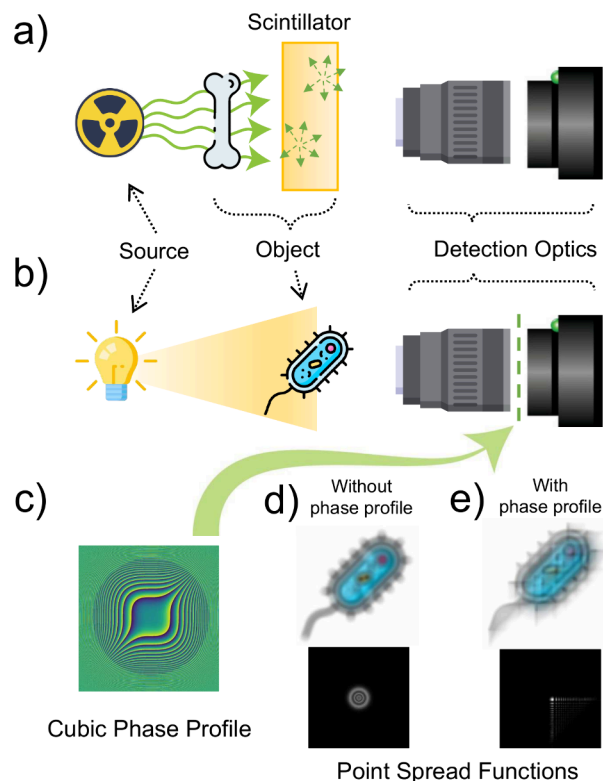 a)
Scintillator
Source
Object
Detection Optics
b)
c)
d)
Without
phase profile
e)
With
phase profile
Cubic Phase Profile
Point Spread Functions